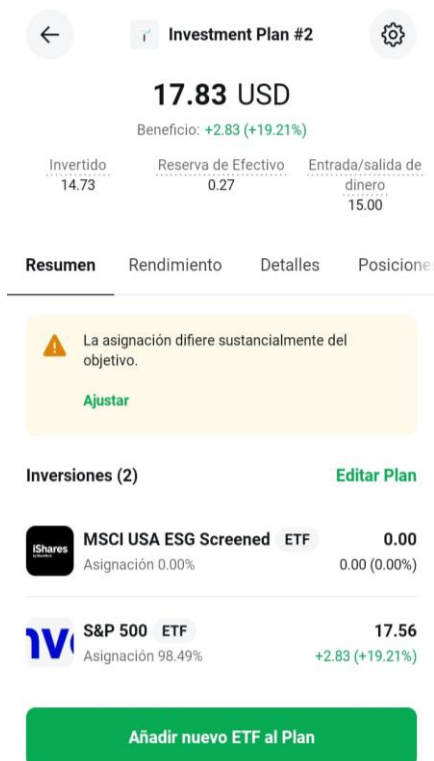 Investment Plan #2
17.83 USD
Beneficio: +2.83 (+19.21%)
Invertido
14.73
Reserva de Efectivo
0.27
Entrada/salida de
dinero
15.00
Resumen Rendimiento Detalles Posicione
La asignación difiere sustancialmente del
objetivo.
Ajustar
Inversiones (2) Editar Plan
iShares
MSCI USA ESG Screened ETF 0.00
Asignación 0.00% 0.00 (0.00%)
S&P 500 ETF 17.56
Asignación 98.49% +2.83 (+19.21%)
Añadir nuevo ETF al Plan